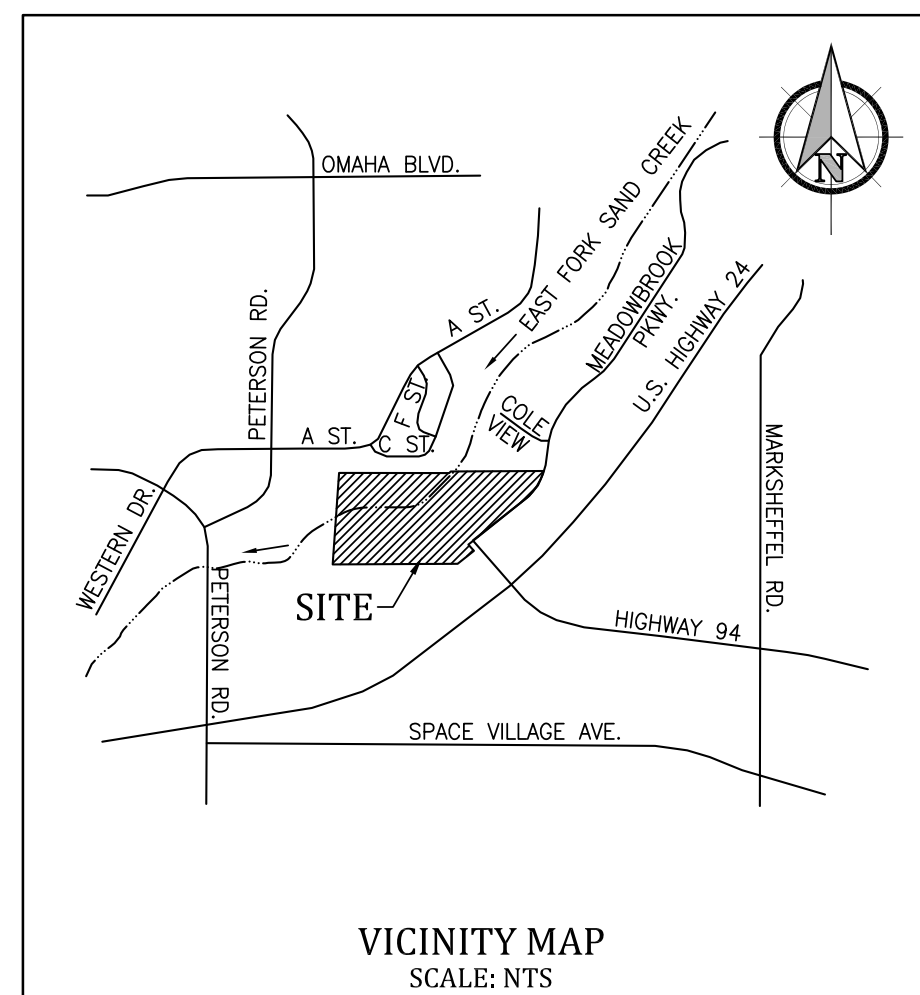 N
OMAHA BLVD.
EAST FORK SAND CREEK
PETERSON RD.
A ST.
MEADOWBROOK
PKWY.
U.S. HIGHWAY 24
F ST.
COLE
VIEW
A ST.
C ST.
MARKSHEFFEL RD.
WESTERN DR.
PETERSON RD.
SITE
HIGHWAY 94
SPACE VILLAGE AVE.
VICINITY MAP
SCALE: NTS